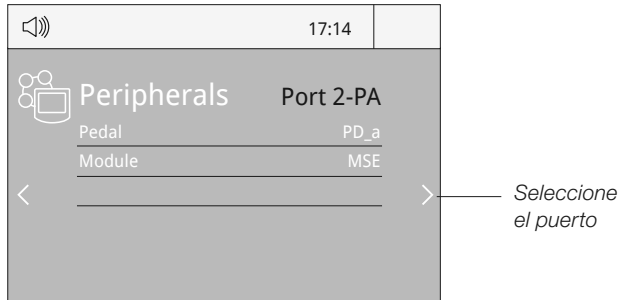 17:14
Peripherals Port 2-PA
Pedal PD_a
Module MSE
Seleccione
el puerto